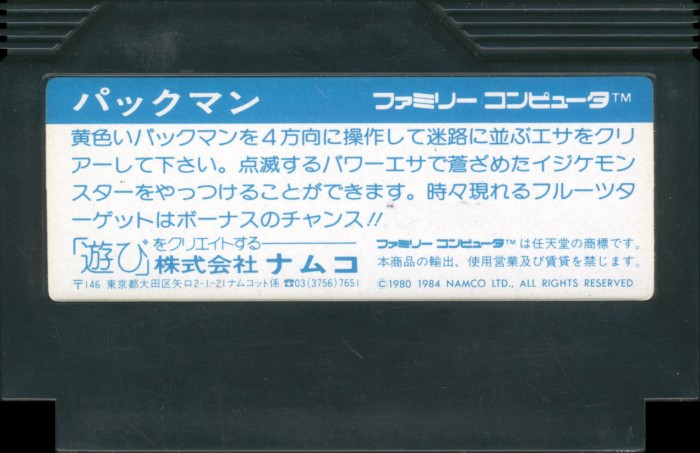 パックマン ファミリー コンピュータ™
黄色いパックマンを4方向に操作して迷路に並ぶエサをクリ
アーして下さい。点滅するパワーエサで蒼ざめたイジケモン
スターをやっつけることができます。時々現れるフルーツタ
ーゲットはボーナスのチャンス!!
「遊び」をクリエイトする
株式会社 ナムコ
〒146 東京都大田区矢口2-1-21ナムコット係 ☎03(3756)7651
ファミリー コンピュータ™は任天堂の商標です。
本商品の輸出、使用営業及び賃貸を禁じます。
©1980 1984 NAMCO LTD., ALL RIGHTS RESERVED